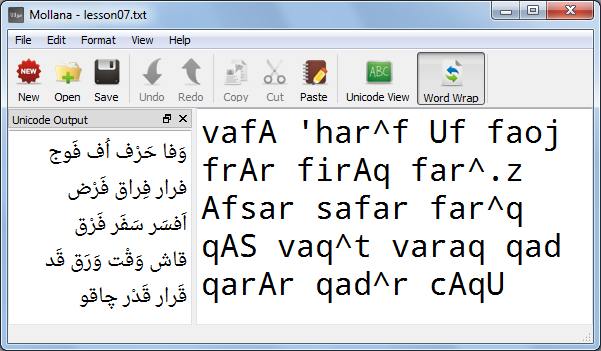 Mollana - lesson07.txt
File Edit Format View Help
NEW ABC
New Open Save Undo Redo Copy Cut Paste Unicode View Word Wrap
Unicode Output
وَفا حَرْف اُف فَوج
فرار فِراق فَرْض
اَفسَر سَفَر فَرْق
قاش وَقْت وَرَق قَد
قَرار قَدْر چاقو
vafA 'har^f Uf faoj
frAr firAq far^.z
Afsar safar far^q
qAS vaq^t varaq qad
qarAr qad^r cAqU